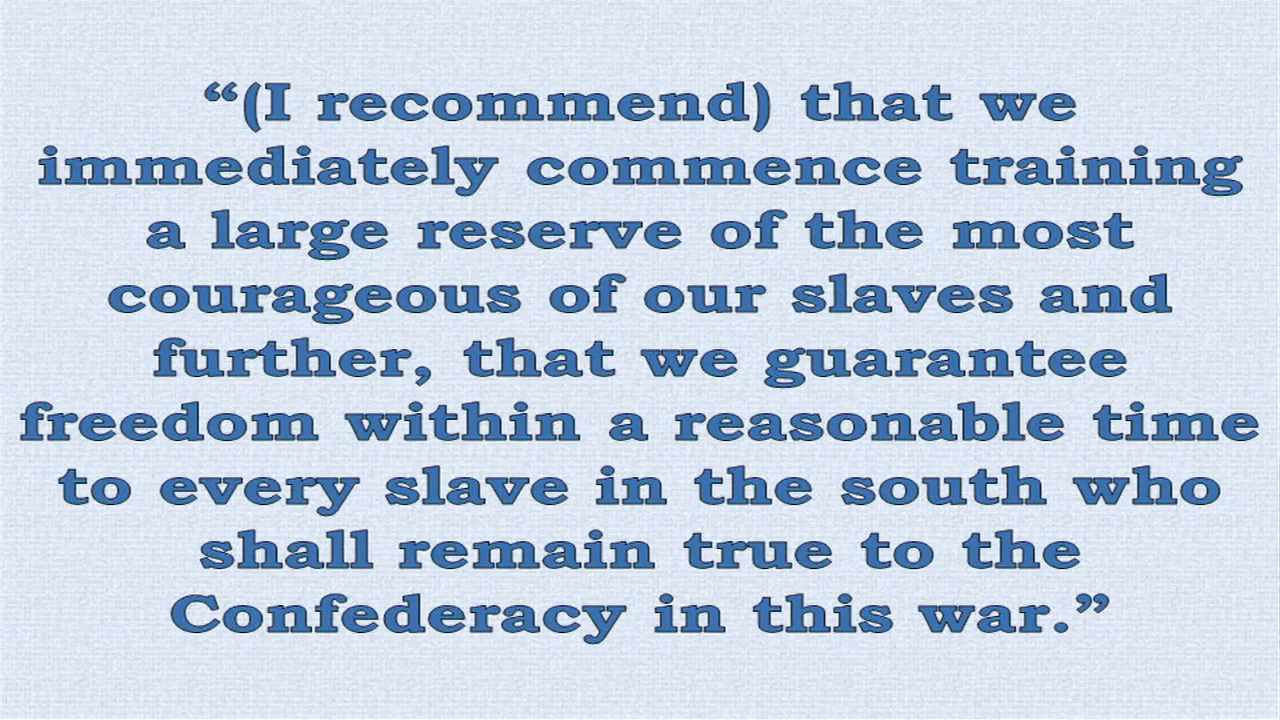 “(I recommend) that we
immediately commence training
a large reserve of the most
courageous of our slaves and
further, that we guarantee
freedom within a reasonable time
to every slave in the south who
shall remain true to the
Confederacy in this war.”